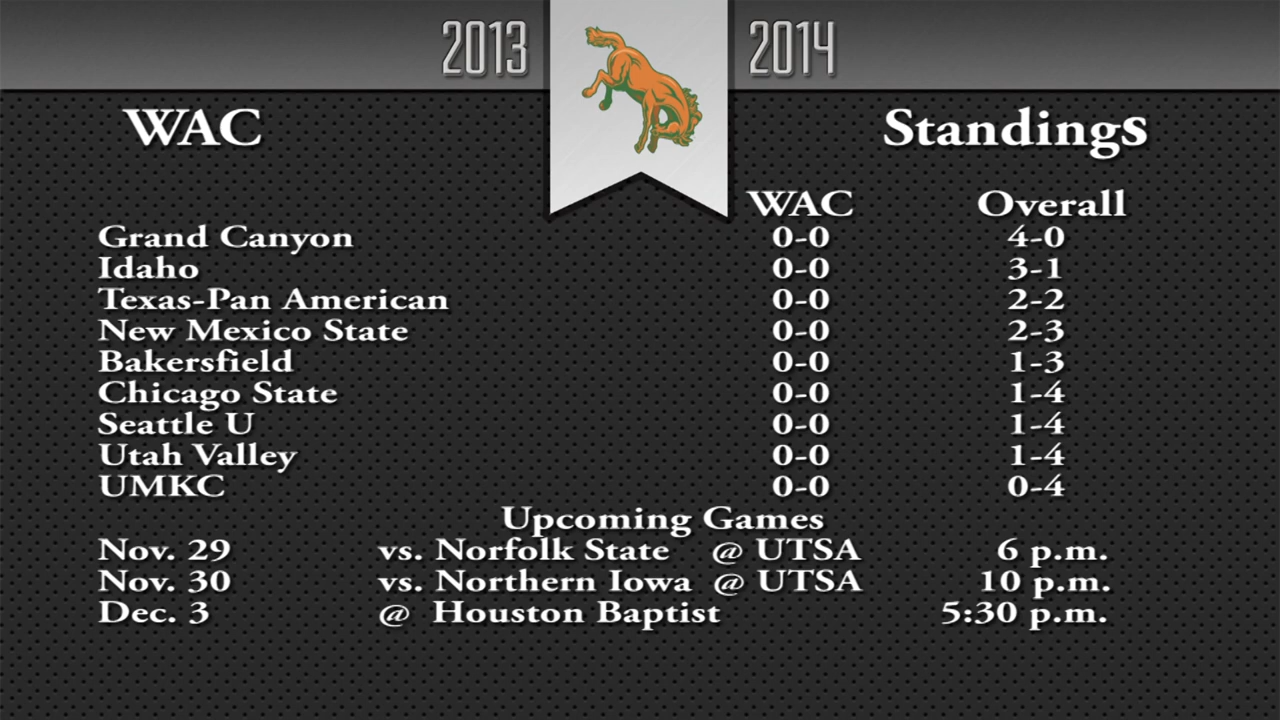 2013 2014
WAC Standings
WAC Overall
Grand Canyon 0-0 4-0
Idaho 0-0 3-1
Texas-Pan American 0-0 2-2
New Mexico State 0-0 2-3
Bakersfield 0-0 1-3
Chicago State 0-0 1-4
Seattle U 0-0 1-4
Utah Valley 0-0 1-4
UMKC 0-0 0-4
Upcoming Games
Nov. 29 vs. Norfolk State @ UTSA 6 p.m.
Nov. 30 vs. Northern Iowa @ UTSA 10 p.m.
Dec. 3 @ Houston Baptist 5:30 p.m.